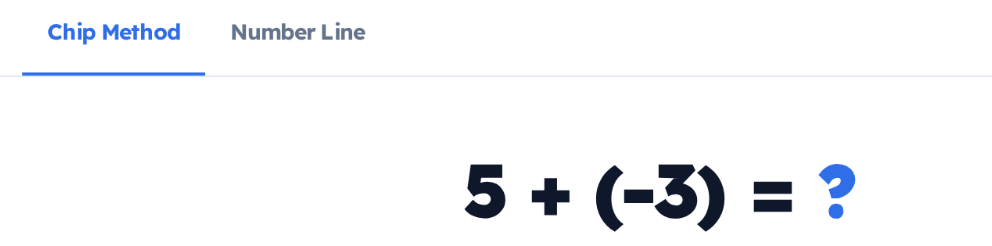 Chip Method Number Line
5 + (-3) = ?